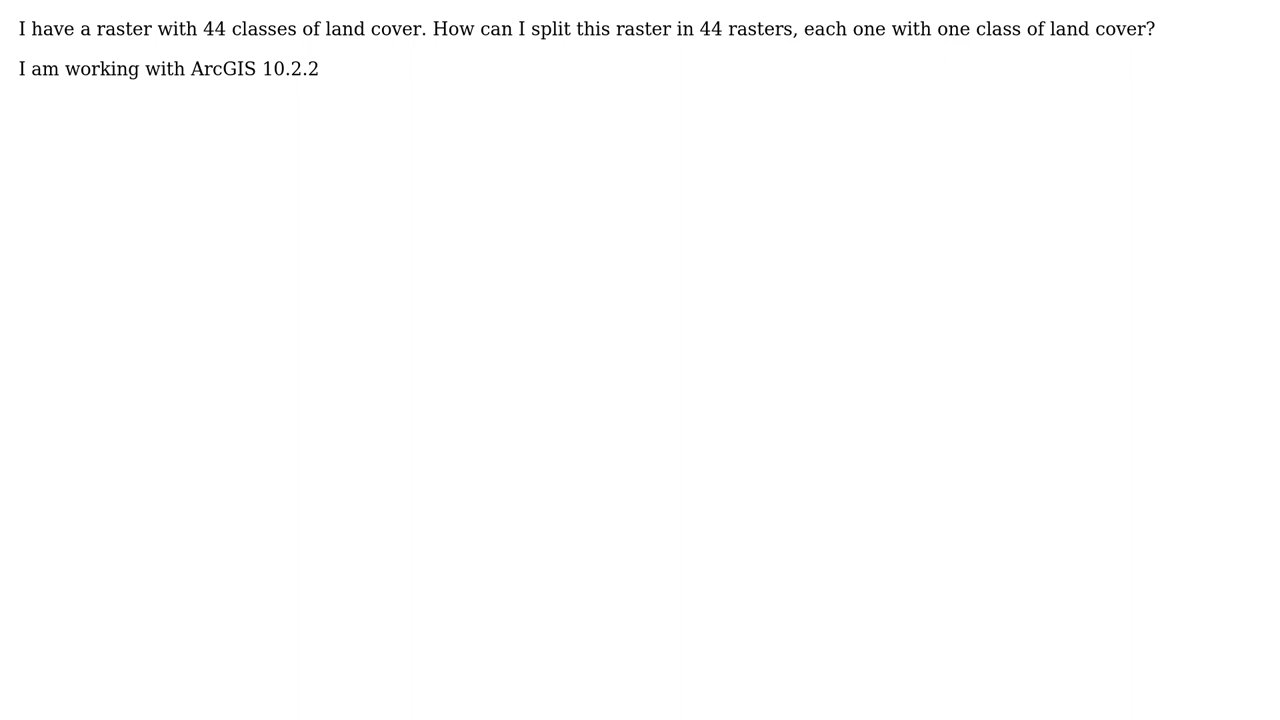 I have a raster with 44 classes of land cover. How can I split this raster in 44 rasters, each one with one class of land cover?
I am working with ArcGIS 10.2.2